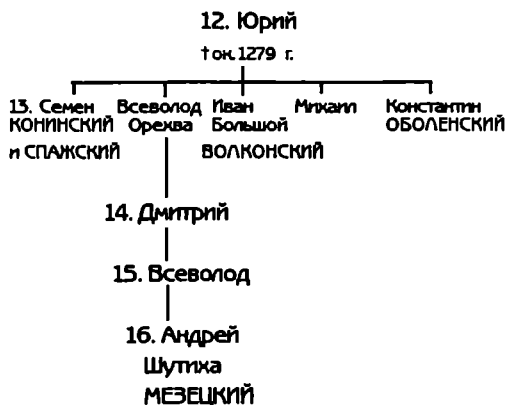 12. Юрий
† ок. 1279 г.
13. Семен Всеволод Иван Михаил Константин
КОНИНСКИЙ Орехва Большой ОБОЛЕНСКИЙ
и СПАЖСКИЙ ВОЛКОНСКИЙ
14. Дмитрий
15. Всеволод
16. Андрей
Шутиха
МЕЗЕЦКИЙ